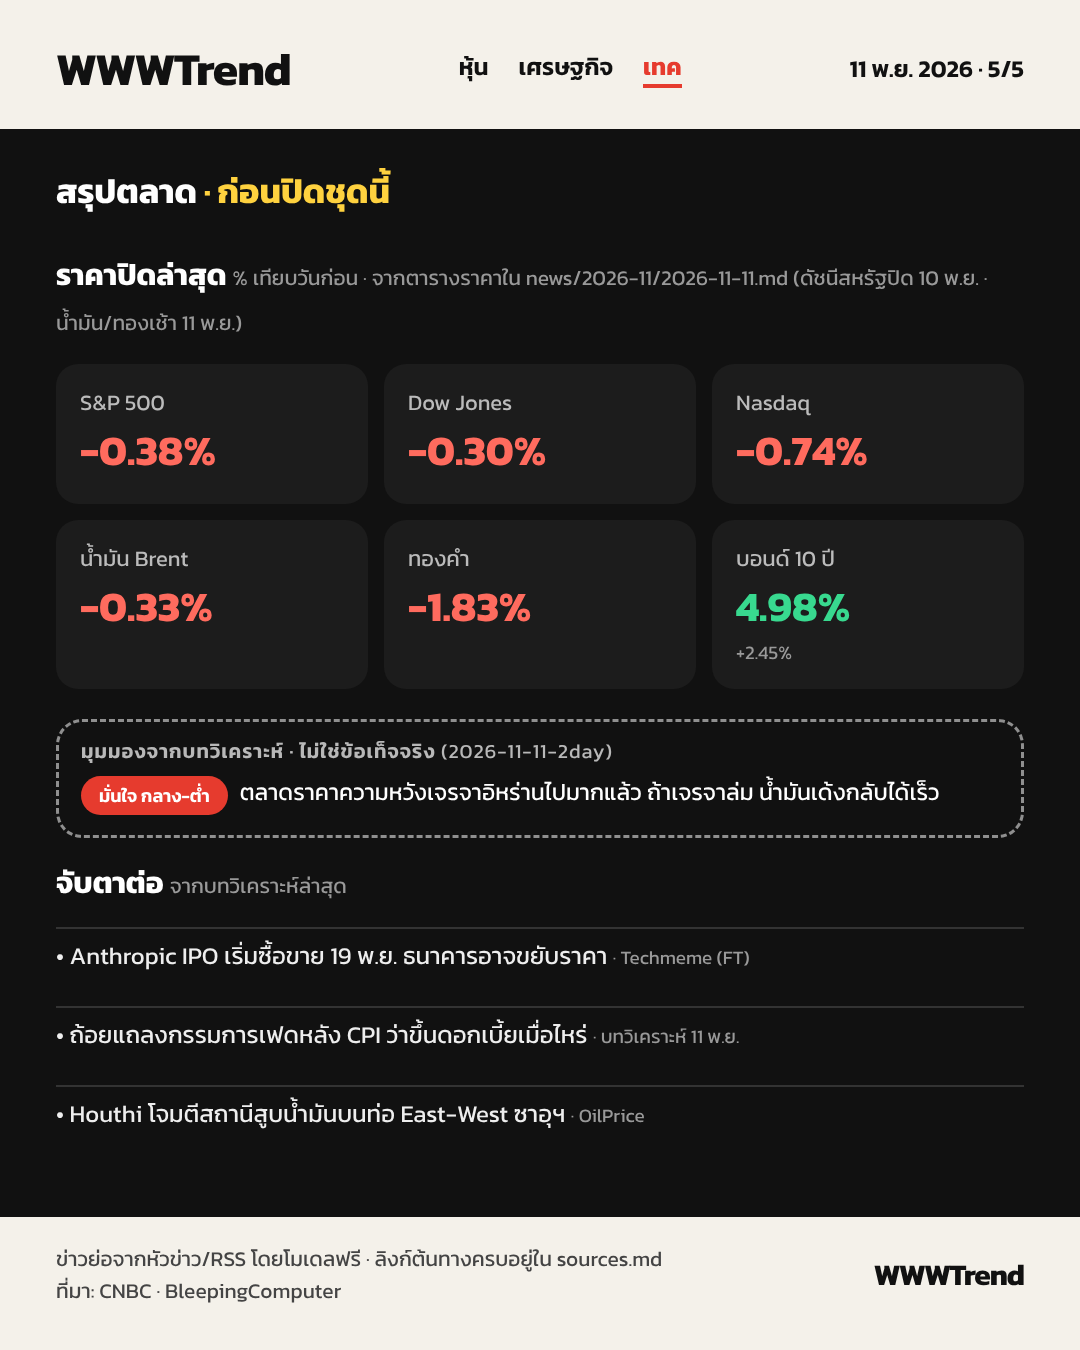 WWWTrend
หุ้น เศรษฐกิจ เทค
11 พ.ย. 2026 · 5/5
สรุปตลาด · ก่อนปิดชุดนี้
ราคาปิดล่าสุด % เทียบวันก่อน · จากตารางราคาใน news/2026-11/2026-11-11.md (ดัชนีสหรัฐปิด 10 พ.ย. ·
น้ำมัน/ทองเช้า 11 พ.ย.)
S&P 500
-0.38%
Dow Jones
-0.30%
Nasdaq
-0.74%
น้ำมัน Brent
-0.33%
ทองคำ
-1.83%
บอนด์ 10 ปี
4.98%
+2.45%
มุมมองจากบทวิเคราะห์ · ไม่ใช่ข้อเท็จจริง (2026-11-11-2day)
มั่นใจ กลาง-ต่ำ ตลาดราคาความหวังเจรจาอิหร่านไปมากแล้ว ถ้าเจรจาล่ม น้ำมันเด้งกลับได้เร็ว
จับตาต่อ จากบทวิเคราะห์ล่าสุด
• Anthropic IPO เริ่มซื้อขาย 19 พ.ย. ธนาคารอาจขยับราคา · Techmeme (FT)
• ถ้อยแถลงกรรมการเฟดหลัง CPI ว่าขึ้นดอกเบี้ยเมื่อไหร่ · บทวิเคราะห์ 11 พ.ย.
• Houthi โจมตีสถานีสูบน้ำมันบนท่อ East-West ซาอุฯ · OilPrice
ข่าวย่อจากหัวข่าว/RSS โดยโมเดลฟรี · ลิงก์ต้นทางครบอยู่ใน sources.md
ที่มา: CNBC · BleepingComputer
WWWTrend